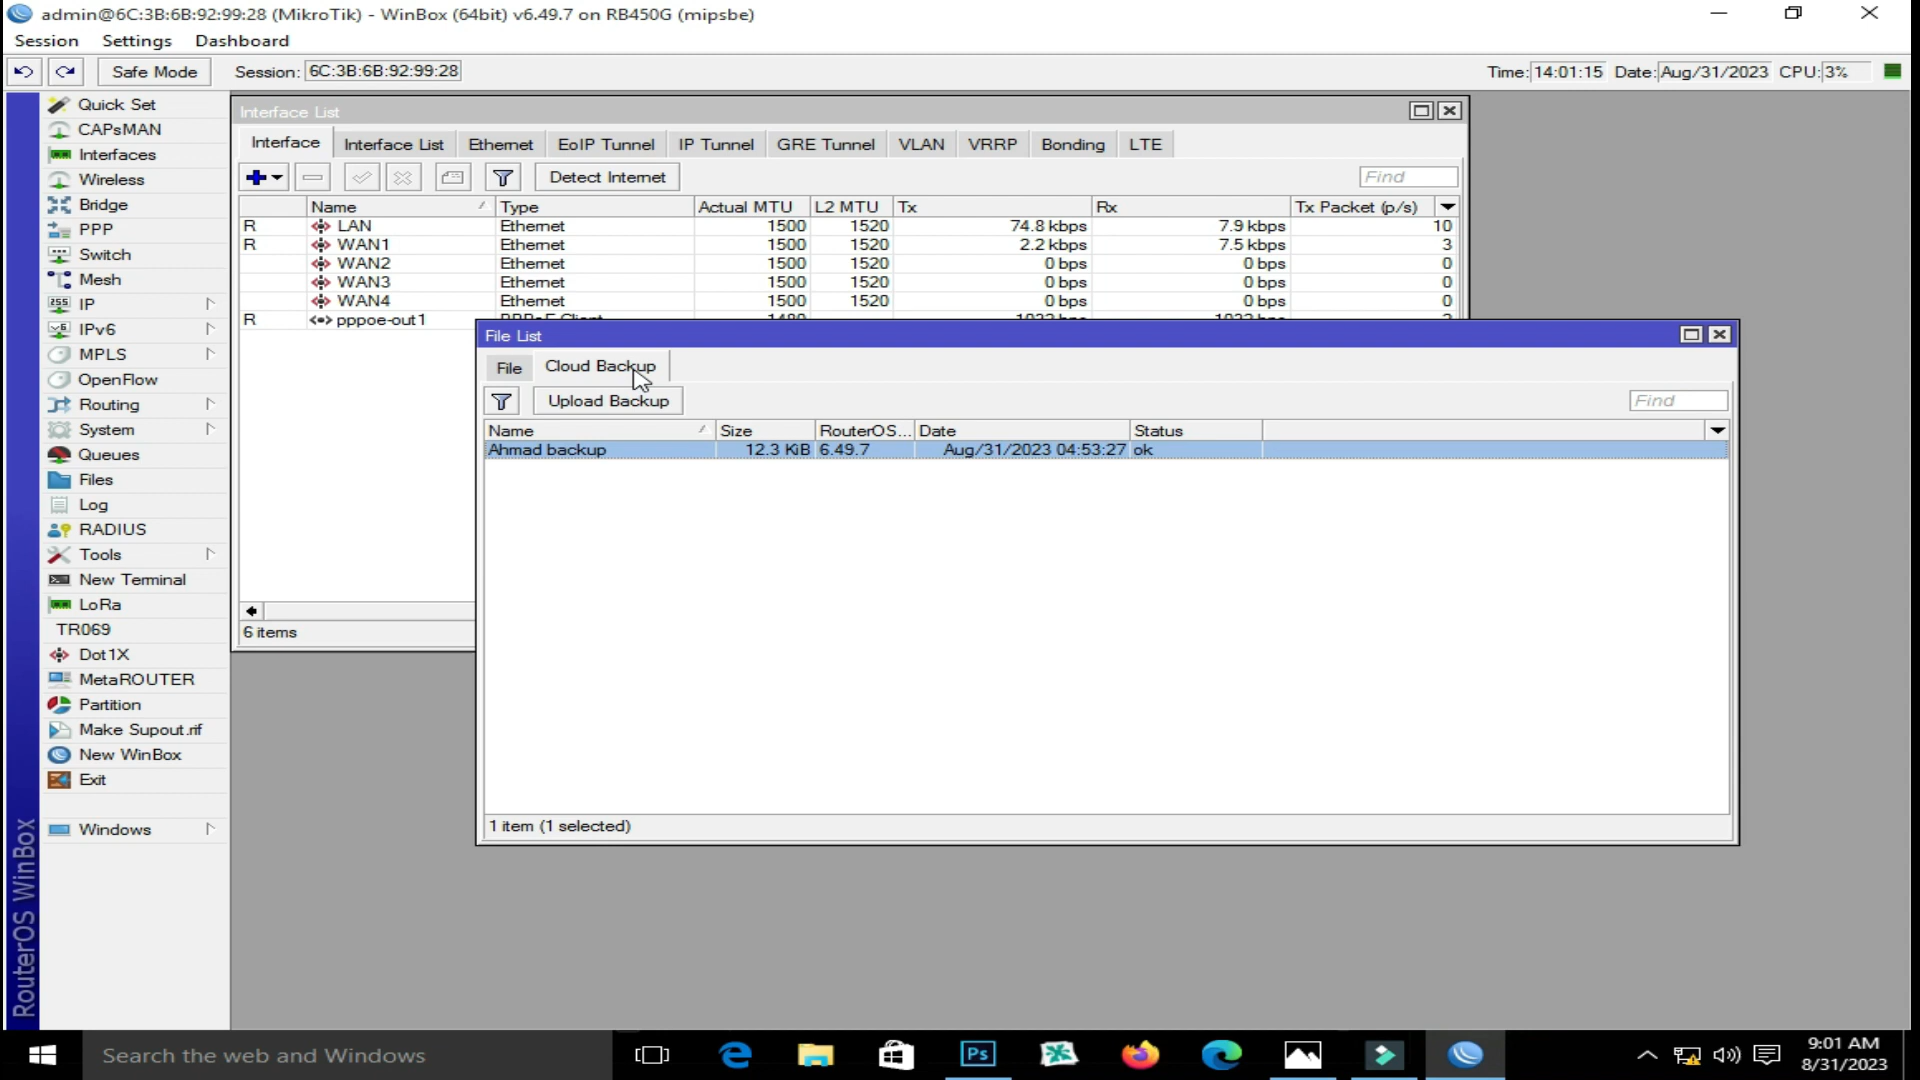 admin@6C:3B:6B:92:99:28 (MikroTik) - WinBox (64bit) v6.49.7 on RB450G (mipsbe)
Session Settings Dashboard
Safe Mode Session: 6C:3B:6B:92:99:28 Time: 14:01:15 Date: Aug/31/2023 CPU: 3%
Quick Set
CAPsMAN
Interfaces
Wireless
Bridge
PPP
Switch
Mesh
IP
IPv6
MPLS
OpenFlow
Routing
System
Queues
Files
Log
RADIUS
Tools
New Terminal
LoRa
TR069
Dot1X
MetaROUTER
Partition
Make Supout.rif
New WinBox
Exit
Windows
RouterOS WinBox
Interface List
Interface Interface List Ethernet EoIP Tunnel IP Tunnel GRE Tunnel VLAN VRRP Bonding LTE
Detect Internet Find
Name Type Actual MTU L2 MTU Tx Rx Tx Packet (p/s)
R LAN Ethernet 1500 1520 74.8 kbps 7.9 kbps 10
R WAN1 Ethernet 1500 1520 2.2 kbps 7.5 kbps 3
WAN2 Ethernet 1500 1520 0 bps 0 bps 0
WAN3 Ethernet 1500 1520 0 bps 0 bps 0
WAN4 Ethernet 1500 1520 0 bps 0 bps 0
R pppoe-out1
6 items
File List
File Cloud Backup
Upload Backup Find
Name Size RouterOS... Date Status
Ahmad backup 12.3 KiB 6.49.7 Aug/31/2023 04:53:27 ok
1 item (1 selected)
Search the web and Windows
Ps
9:01 AM
8/31/2023